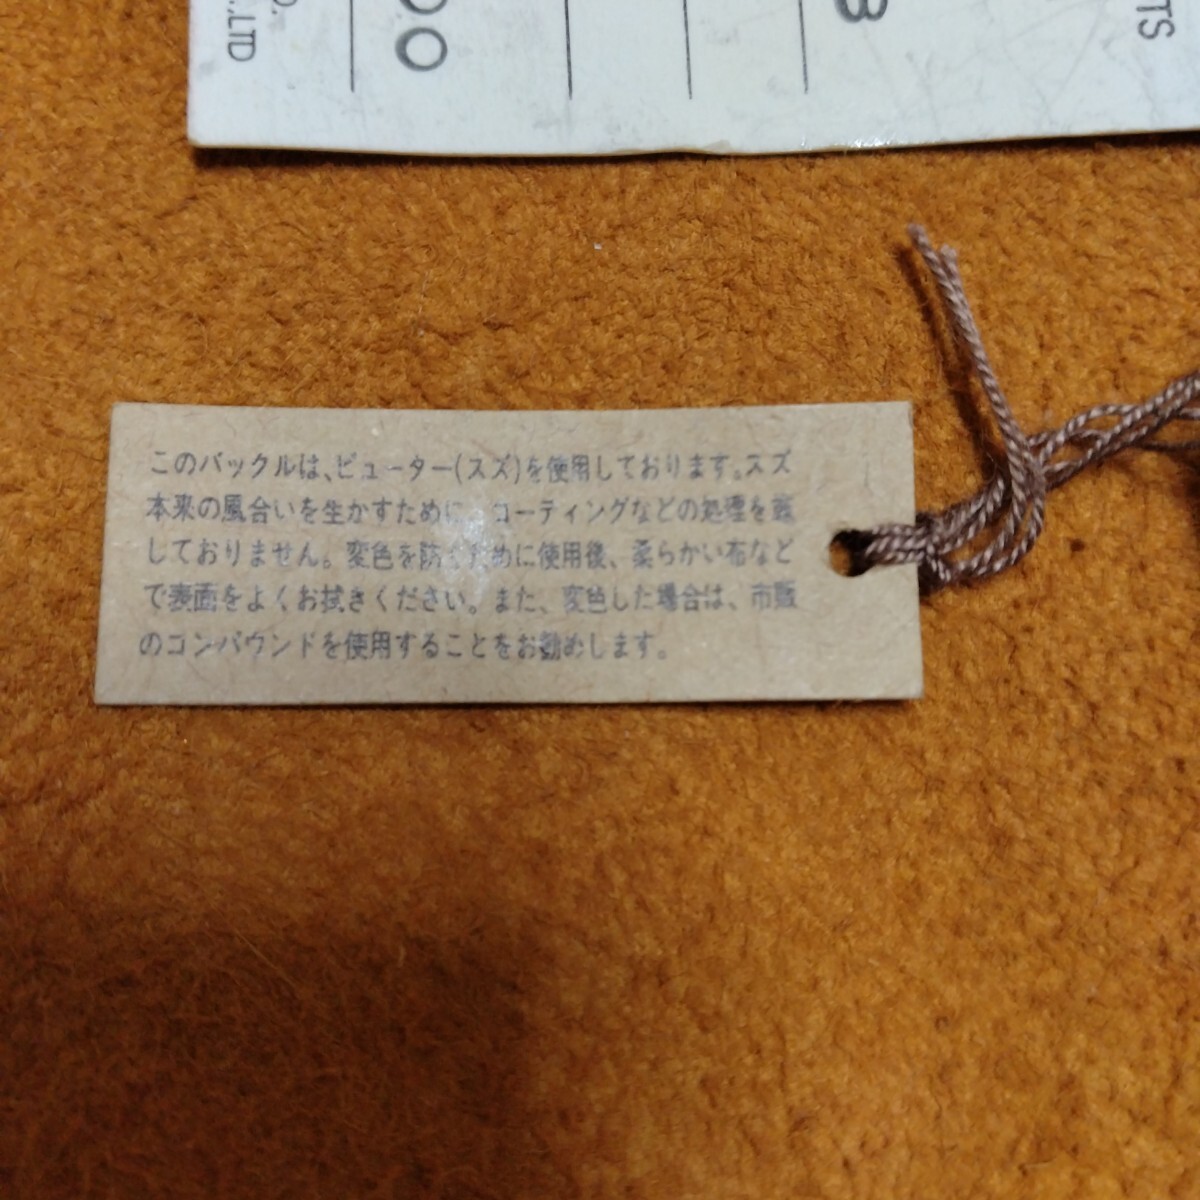 .,LTD
O.
00
B
TS
このバックルは、ピューター(スズ)を使用しております。スズ
本来の風合いを生かすために、コーティングなどの処理を施
しておりません。変色を防ぐために使用後、柔らかい布など
で表面をよくお拭きください。また、変色した場合は、市販
のコンパウンドを使用することをお勧めします。